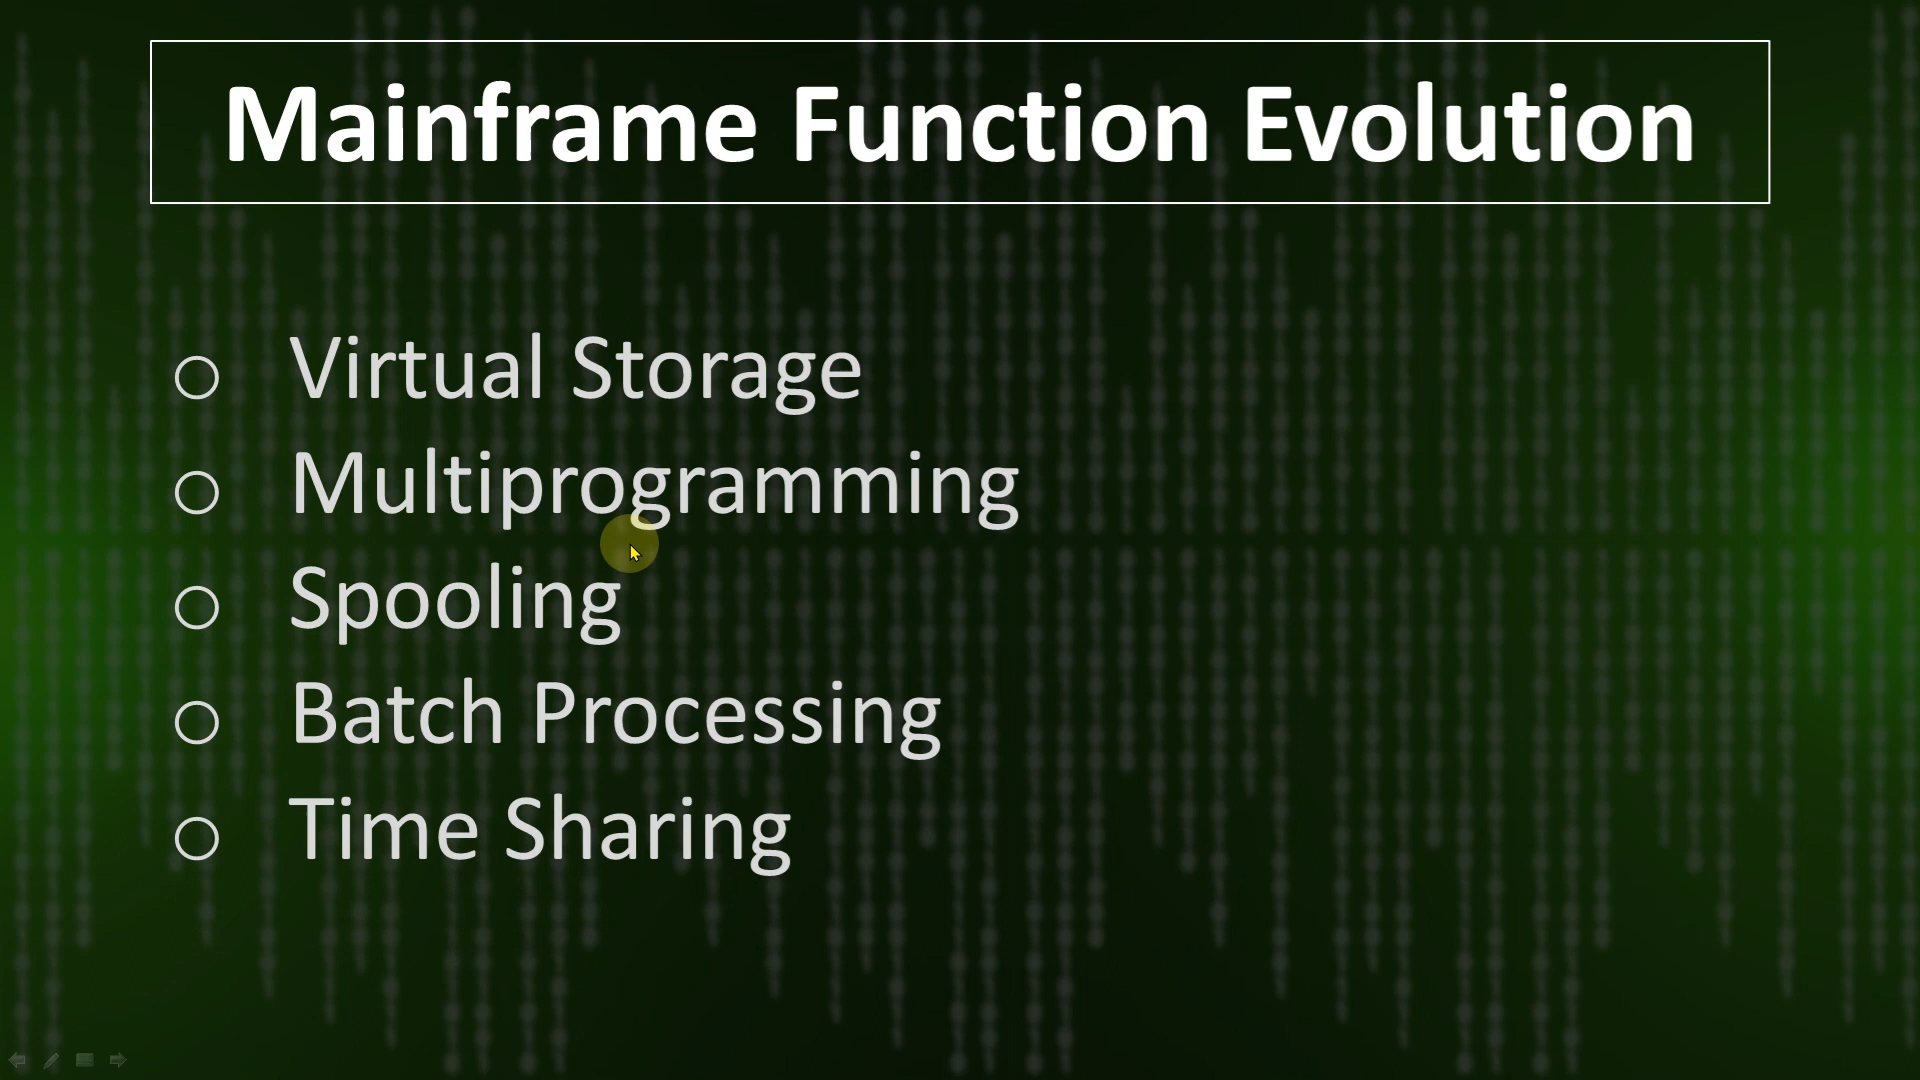 Mainframe Function Evolution
Virtual Storage
Multiprogramming
Spooling
Batch Processing
Time Sharing